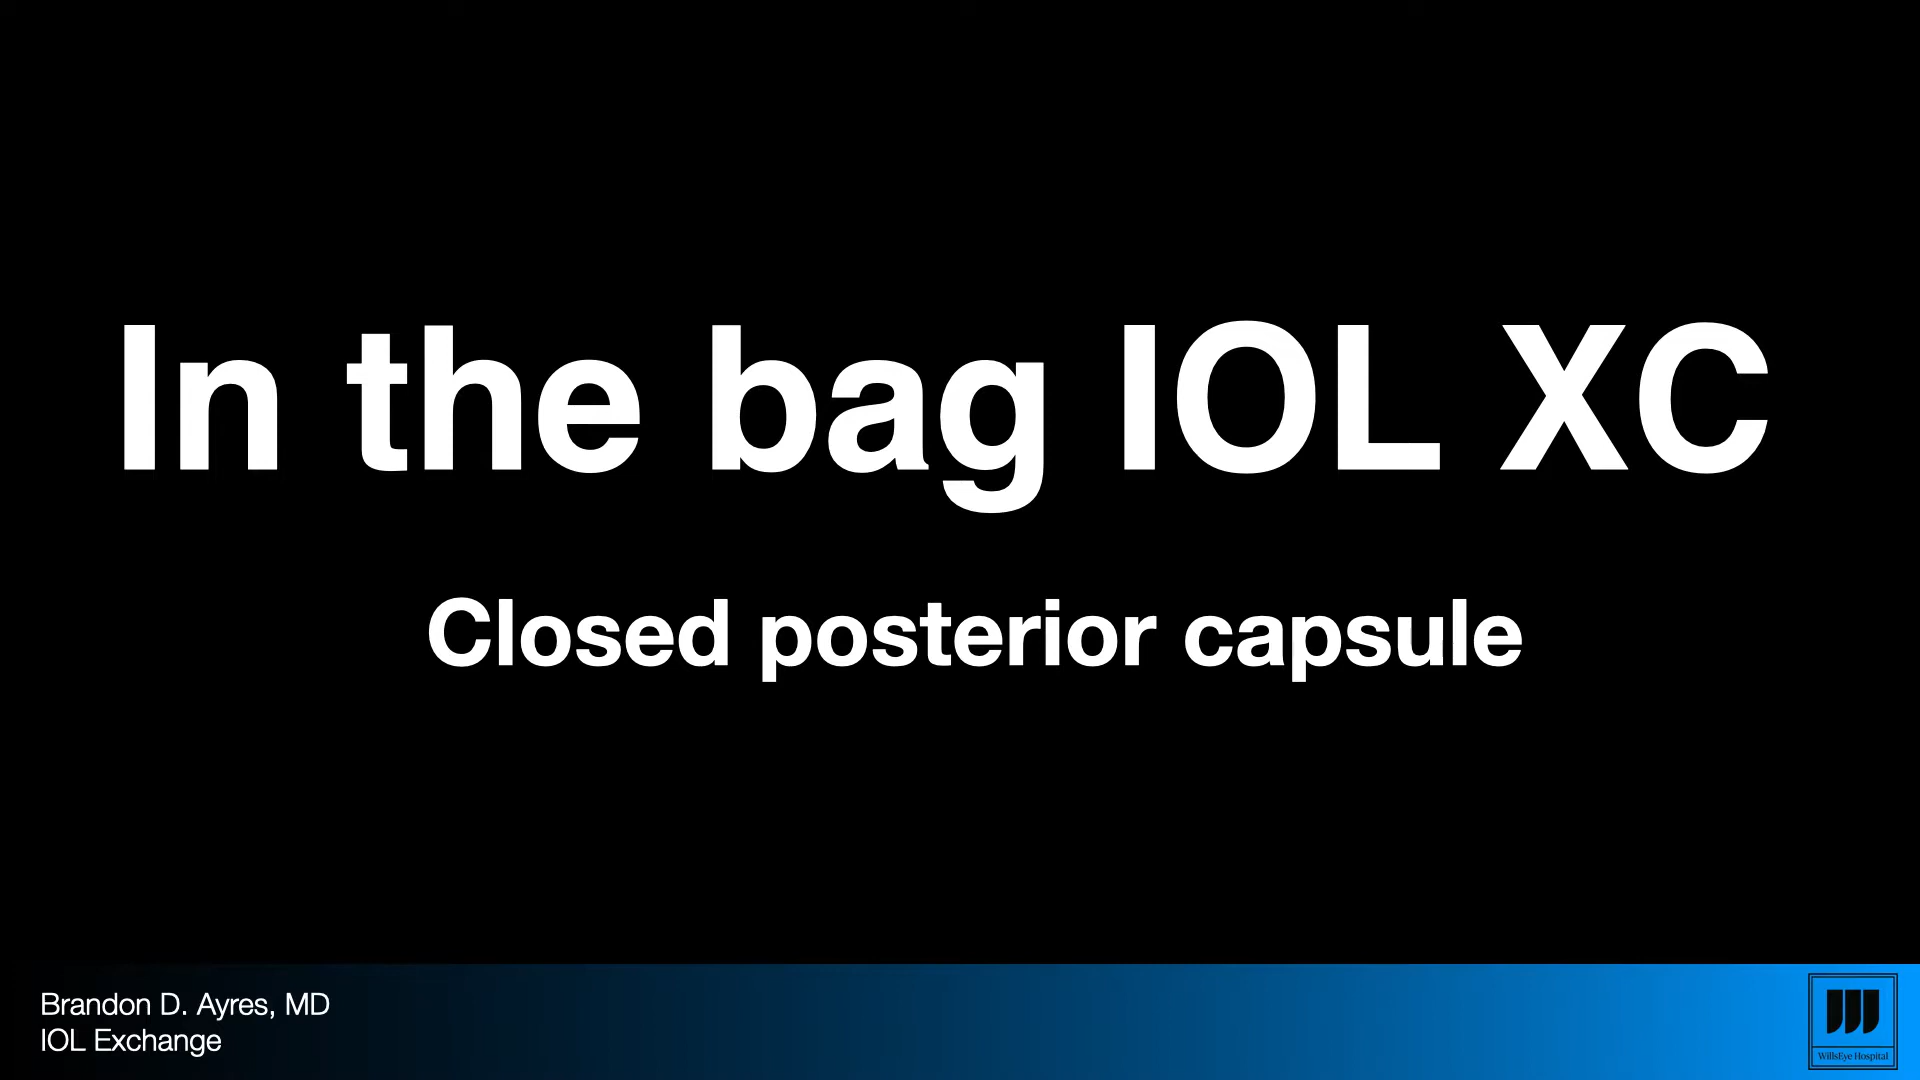 In the bag IOL XC
Closed posterior capsule
Brandon D. Ayres, MD
IOL Exchange
WillsEye Hospital